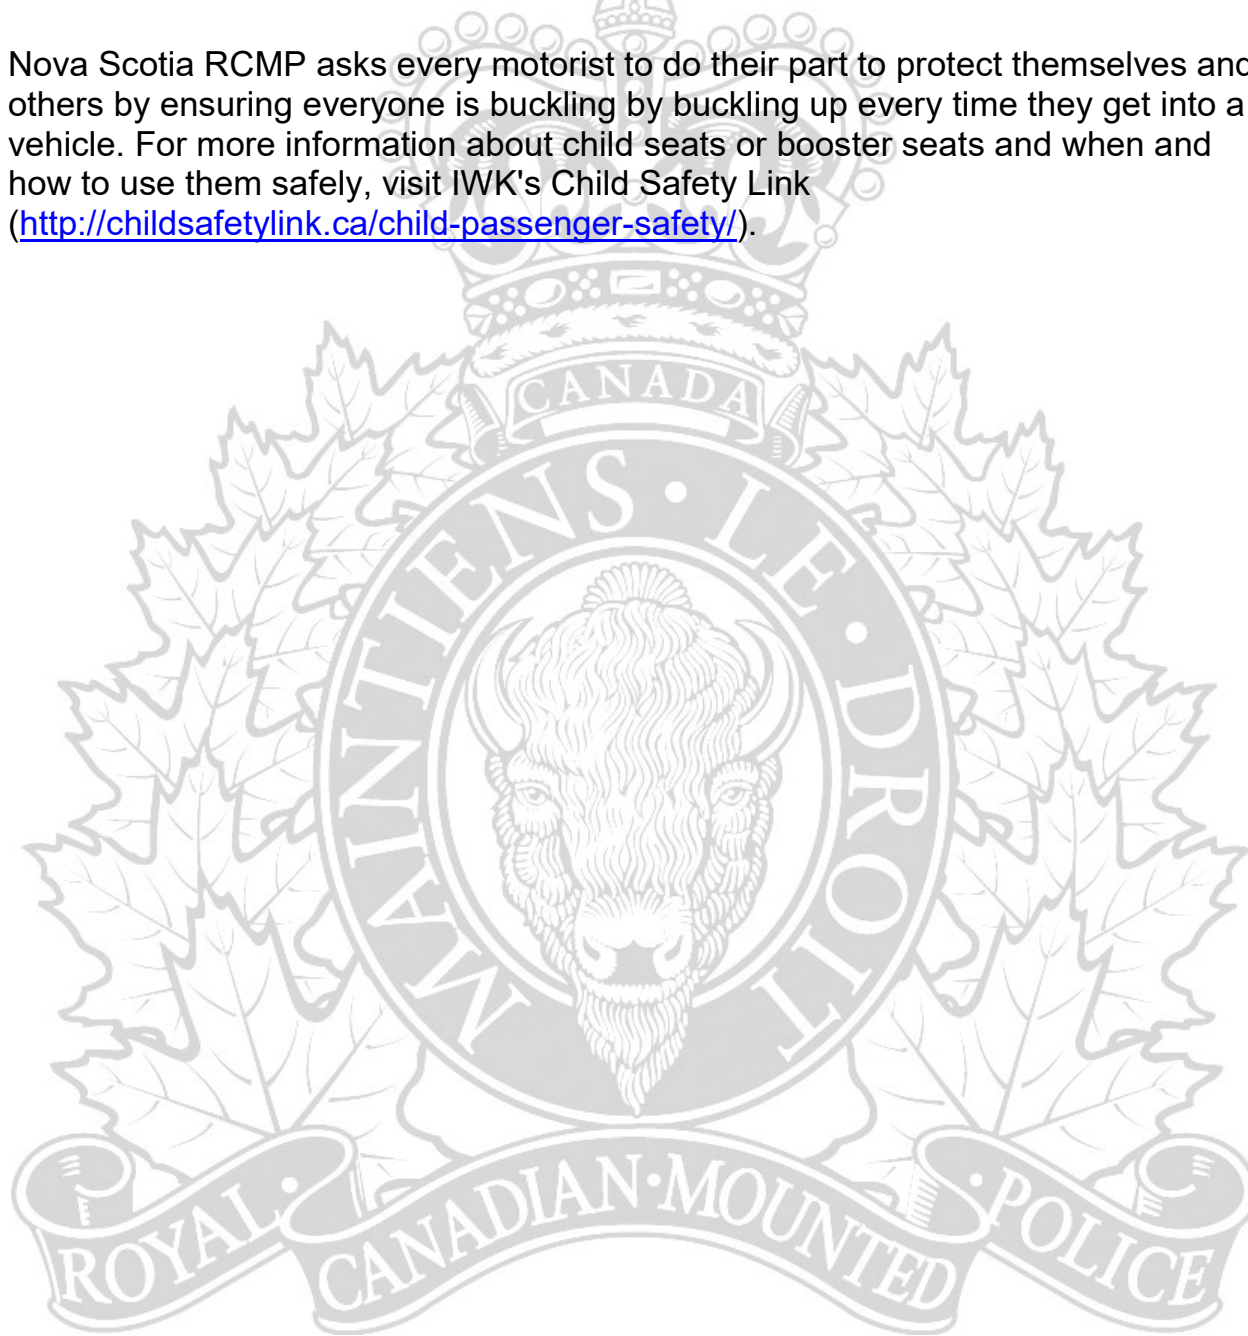 Nova Scotia RCMP asks every motorist to do their part to protect themselves and
others by ensuring everyone is buckling by buckling up every time they get into a
vehicle. For more information about child seats or booster seats and when and
how to use them safely, visit IWK's Child Safety Link
(http://childsafetylink.ca/child-passenger-safety/).
CANADA
MAINTIENS · LE · DROIT
ROYAL · CANADIAN · MOUNTED · POLICE